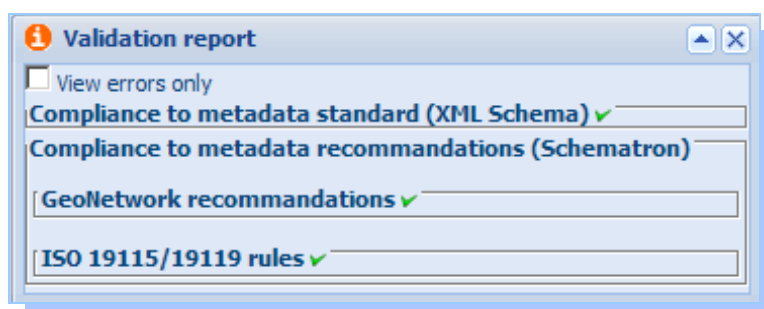 Validation report
View errors only
Compliance to metadata standard (XML Schema)
Compliance to metadata recommandations (Schematron)
GeoNetwork recommandations
ISO 19115/19119 rules